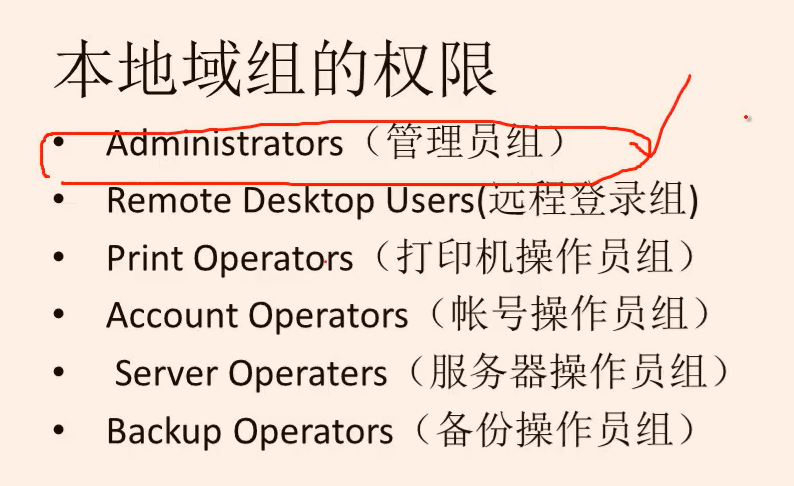 本地域组的权限
• Administrators（管理员组）
• Remote Desktop Users(远程登录组)
• Print Operators（打印机操作员组）
• Account Operators（帐号操作员组）
• Server Operaters（服务器操作员组）
• Backup Operators（备份操作员组）